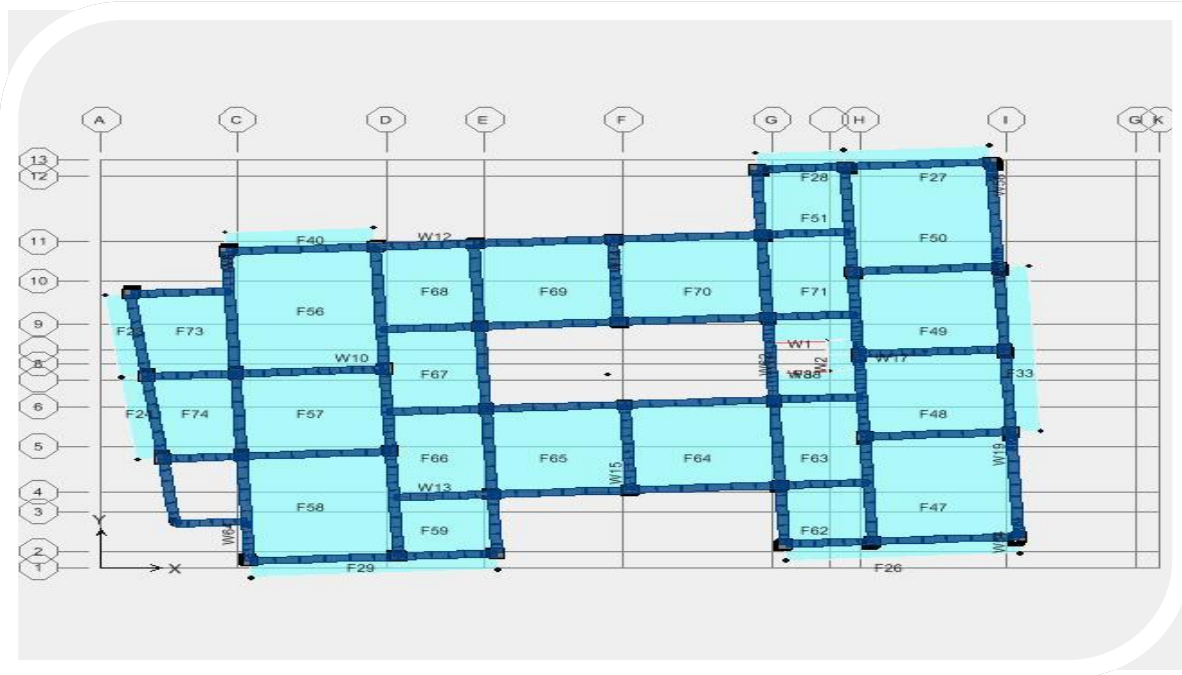 A C D E F G H I G K
13
12
F28 F27
W12 F51
11 F40 F50
10
F68 F69 F70 F71
F56
9 F73 F49
W1
8 W10 W2 W17
F67 F33
6 F57 F48
F74
5 W19
F66 F65 F64 F63
W15
4 W13
3 F58 F47
Y F59 F62
W64
2
1 X F29 F26